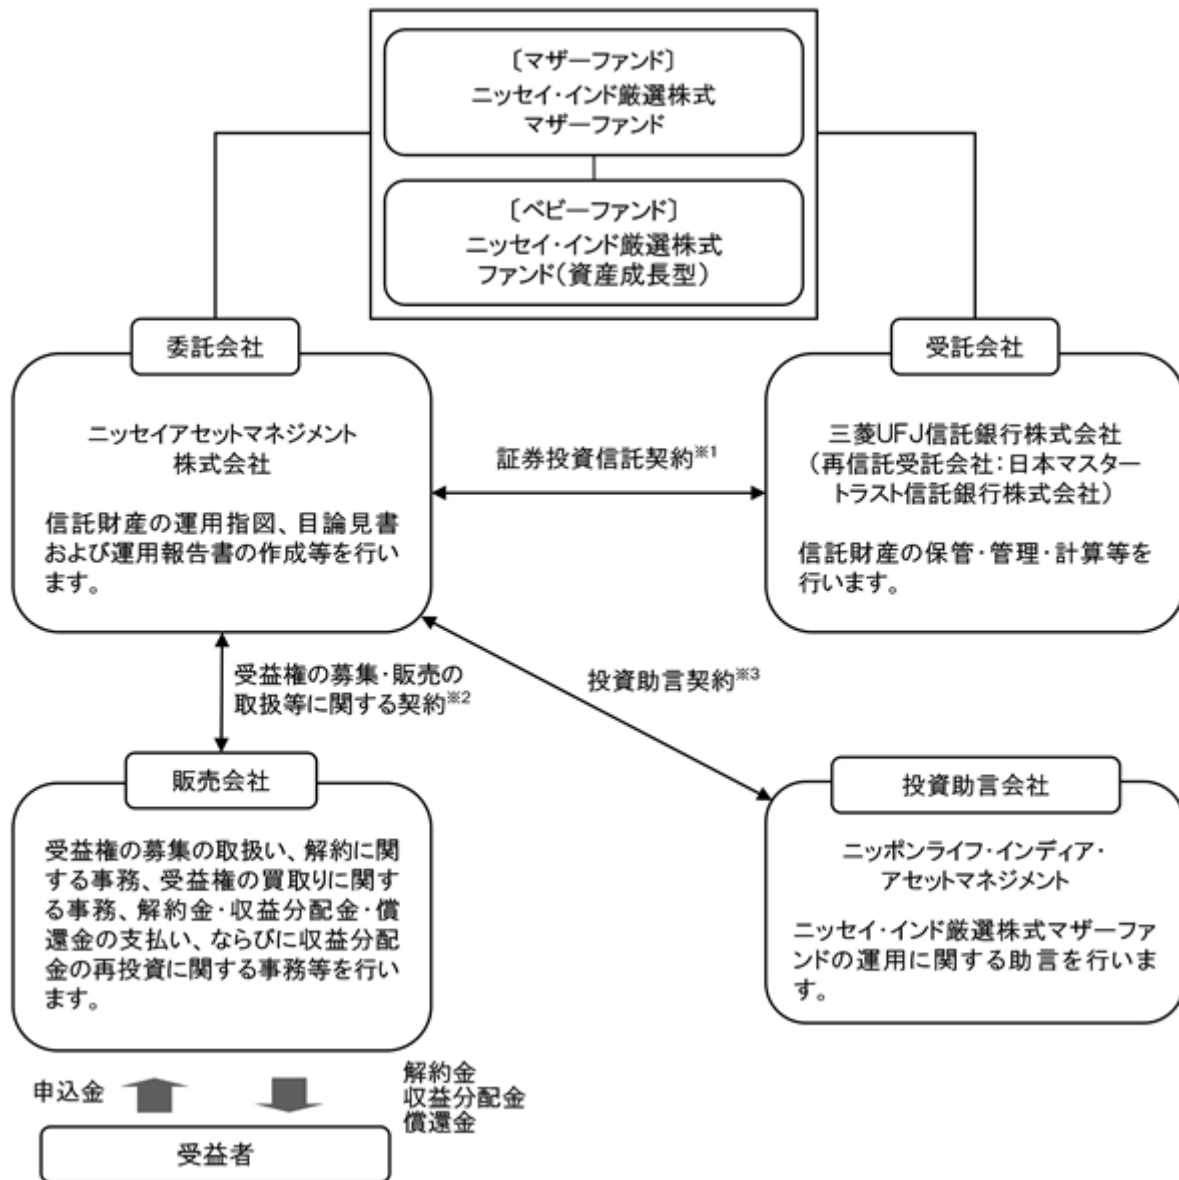 〔マザーファンド〕
ニッセイ・インド厳選株式
マザーファンド
〔ベビーファンド〕
ニッセイ・インド厳選株式
ファンド（資産成長型）
委託会社
ニッセイアセットマネジメント
株式会社
信託財産の運用指図、目論見書
および運用報告書の作成等を行い
ます。
証券投資信託契約※1
受託会社
三菱UFJ信託銀行株式会社
（再信託受託会社：日本マスター
トラスト信託銀行株式会社）
信託財産の保管・管理・計算等を
行います。
受益権の募集・販売の
取扱等に関する契約※2
投資助言契約※3
販売会社
受益権の募集の取扱い、解約に関
する事務、受益権の買取りに関す
る事務、解約金・収益分配金・償
還金の支払い、ならびに収益分配
金の再投資に関する事務等を行い
ます。
投資助言会社
ニッポンライフ・インディア・
アセットマネジメント
ニッセイ・インド厳選株式マザーファ
ンドの運用に関する助言を行いま
す。
申込金
解約金
収益分配金
償還金
受益者